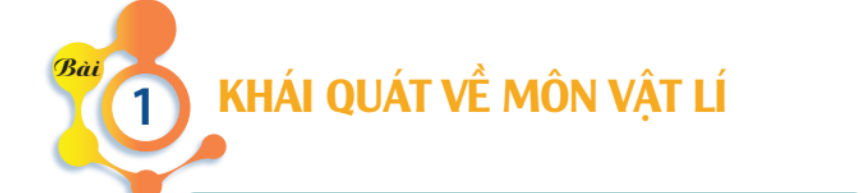 Bài
1
KHÁI QUÁT VỀ MÔN VẬT LÍ